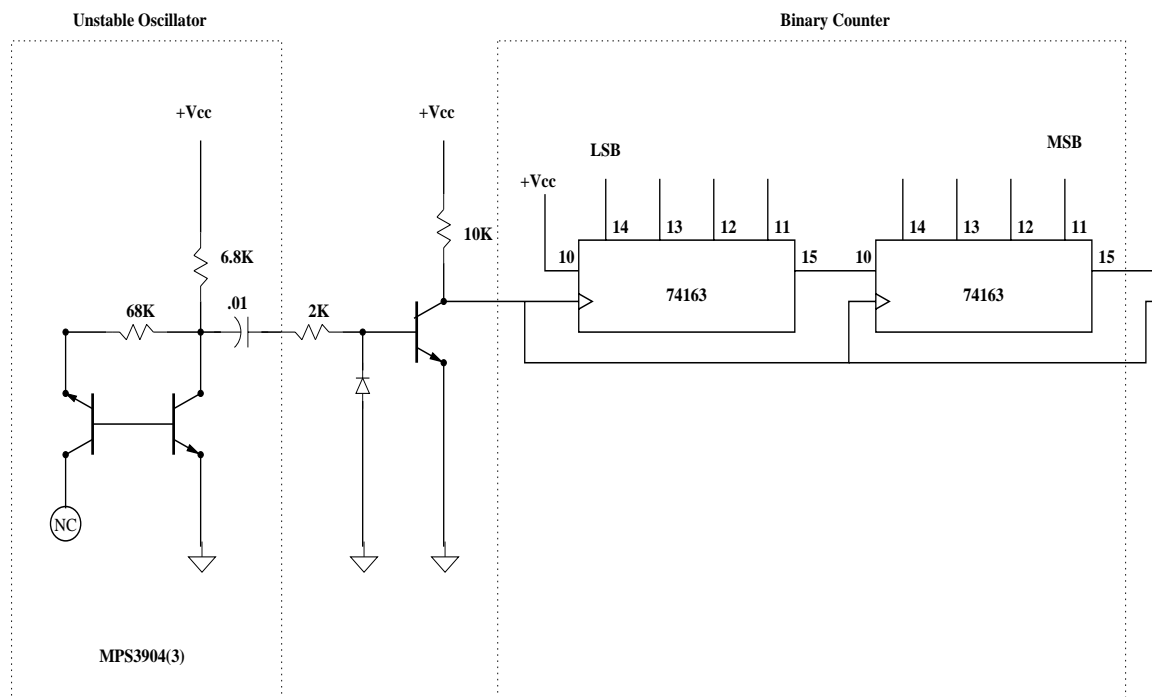 Unstable Oscillator
Binary Counter
+Vcc
+Vcc
LSB
MSB
+Vcc
14
13
12
11
14
13
12
11
10K
10
15
10
15
6.8K
74163
74163
.01
68K
2K
NC
MPS3904(3)